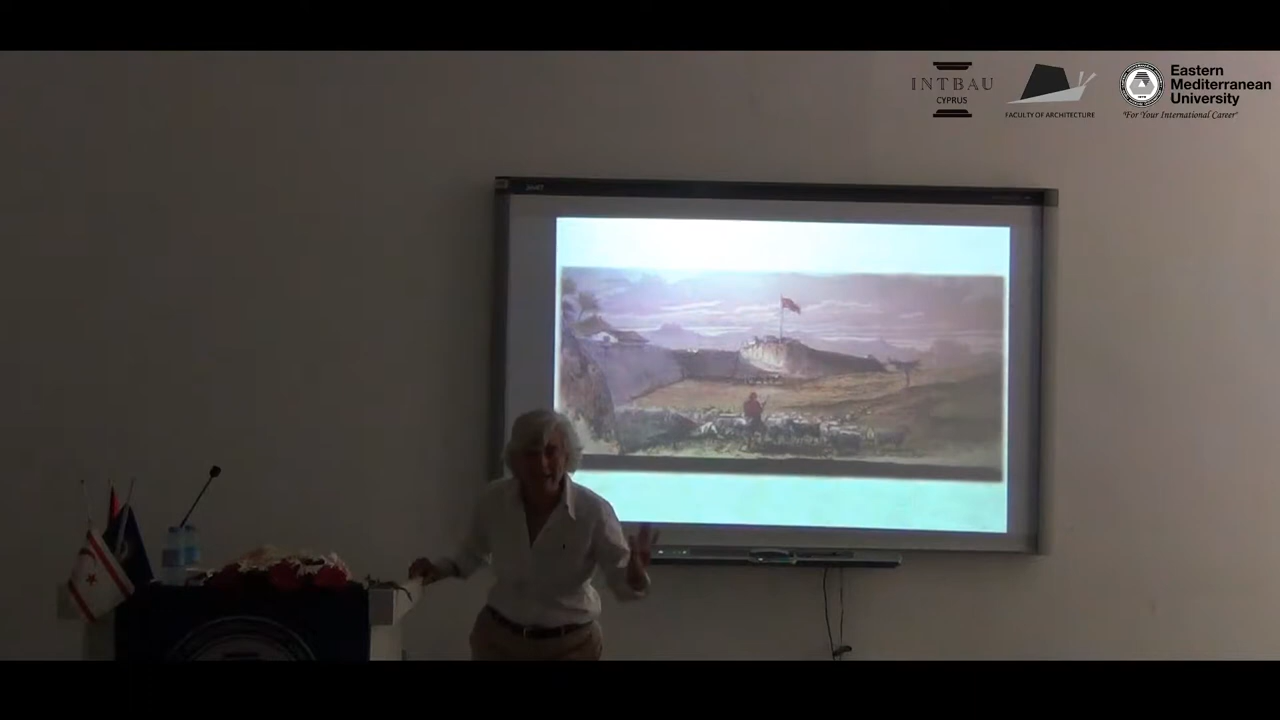 INTBAU
CYPRUS
FACULTY OF ARCHITECTURE
Eastern
Mediterranean
University
"For Your International Career"